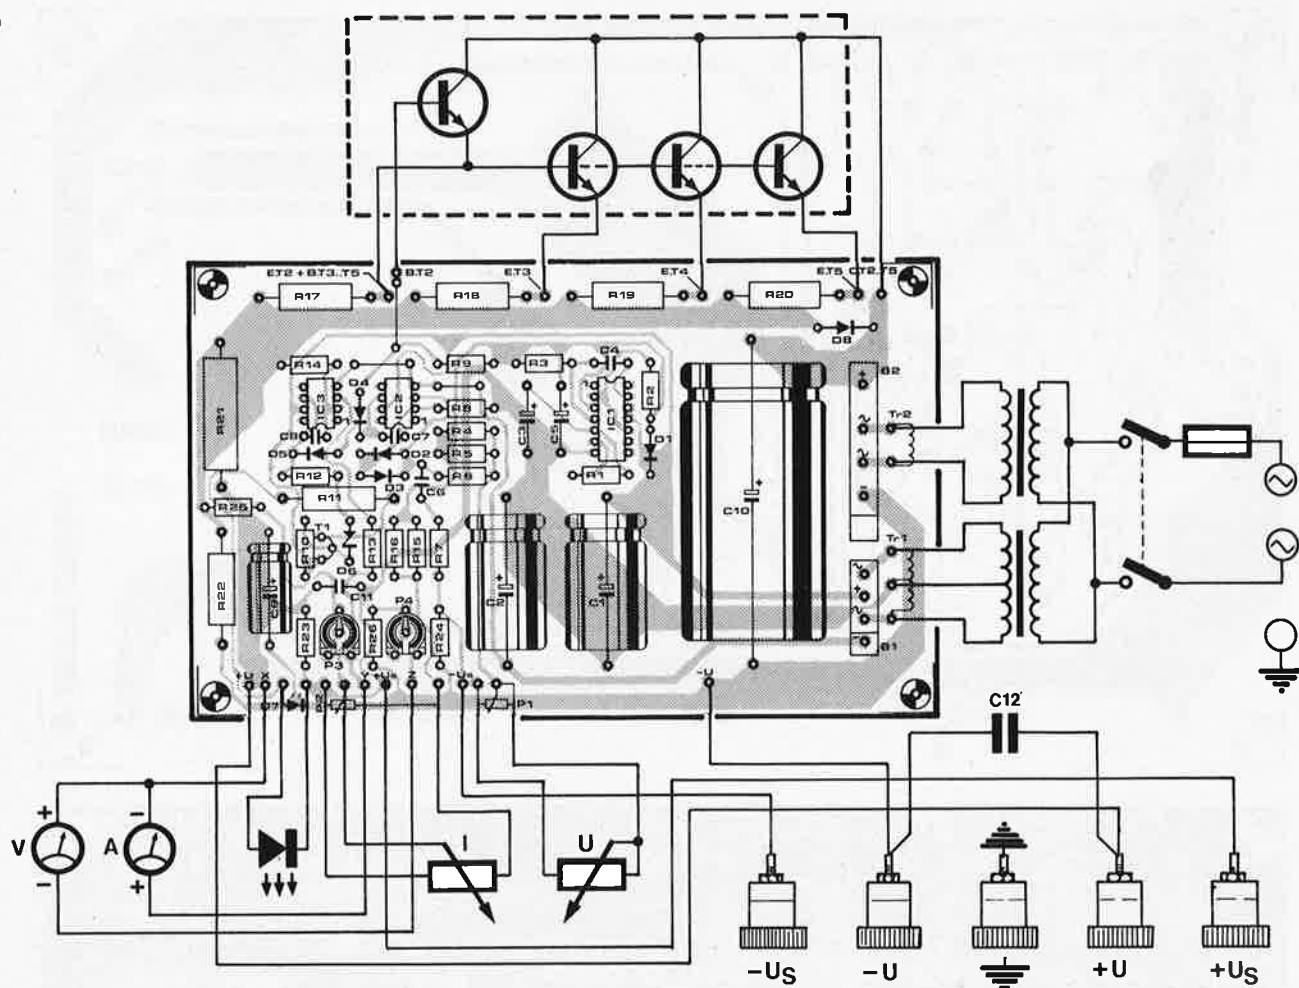 E.T2 + B.T3..T5
B.T2
E.T3
E.T4
E.T5
C.T2..T5
R17
R18
R19
R20
D8
R14
R9
R3
C4
B2
R21
IC3
D4
IC2
R8
C3
C5
IC1
R2
Tr2
R4
C8
C7
D1
D5
D2
R5
R12
R6
R1
D3
C6
R11
C10
R25
T1
R10
R13
R16
R15
R7
Tr1
R22
C9
D6
C11
C2
C1
P4
R23
P3
R26
R24
B1
+U
X
Y
+Us
Z
-Us
-U
D7
P2
P1
C12
+
-
V
A
I
U
-
+
-US
-U
+U
+US